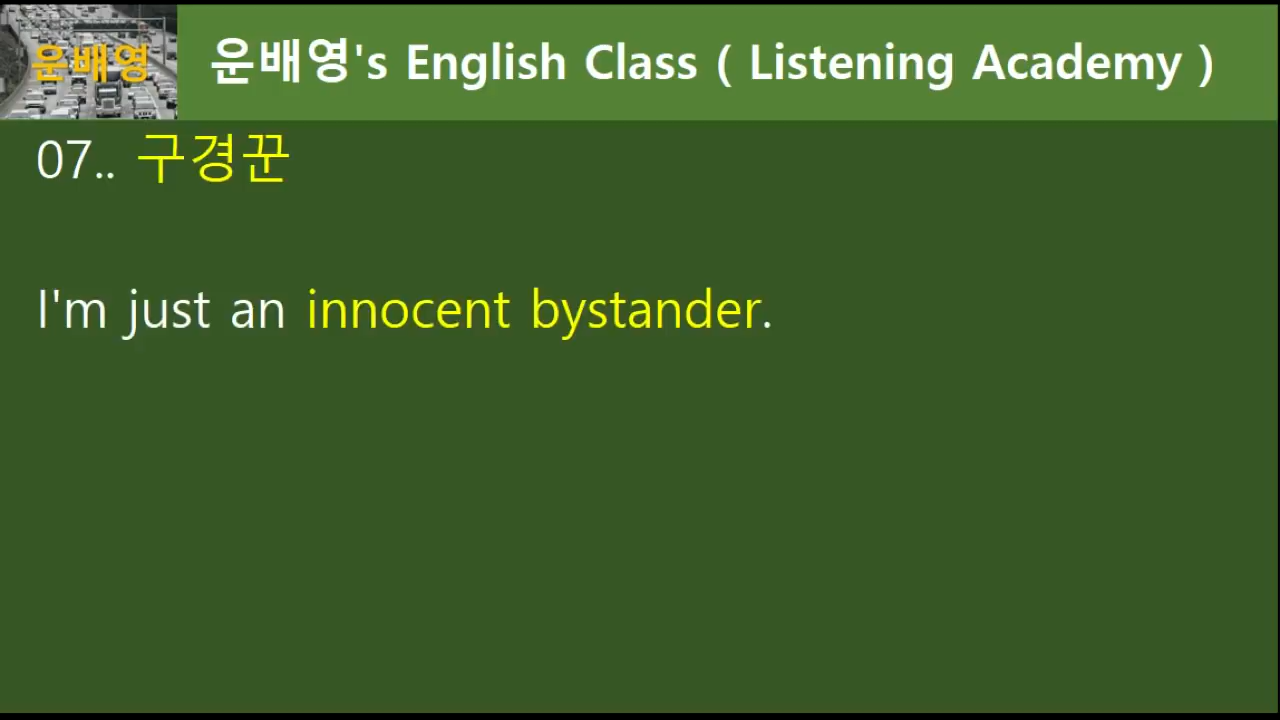 운배영
운배영's English Class ( Listening Academy )
07.. 구경꾼
I'm just an innocent bystander.